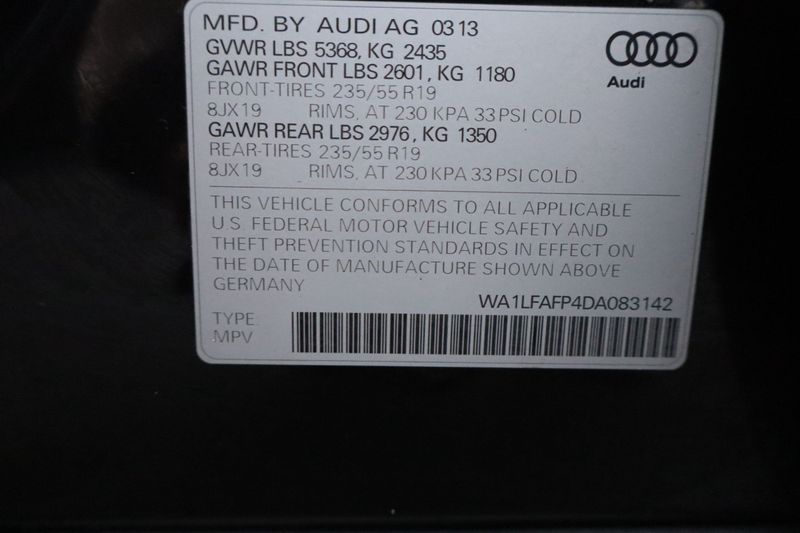 MFD. BY AUDI AG 03 13
GVWR LBS 5368, KG 2435
GAWR FRONT LBS 2601, KG 1180
FRONT-TIRES 235/55 R19
8JX19 RIMS, AT 230 KPA 33 PSI COLD
GAWR REAR LBS 2976, KG 1350
REAR-TIRES 235/55 R19
8JX19 RIMS, AT 230 KPA 33 PSI COLD
Audi
THIS VEHICLE CONFORMS TO ALL APPLICABLE
U.S. FEDERAL MOTOR VEHICLE SAFETY AND
THEFT PREVENTION STANDARDS IN EFFECT ON
THE DATE OF MANUFACTURE SHOWN ABOVE
GERMANY
WA1LFAFP4DA083142
TYPE:
MPV